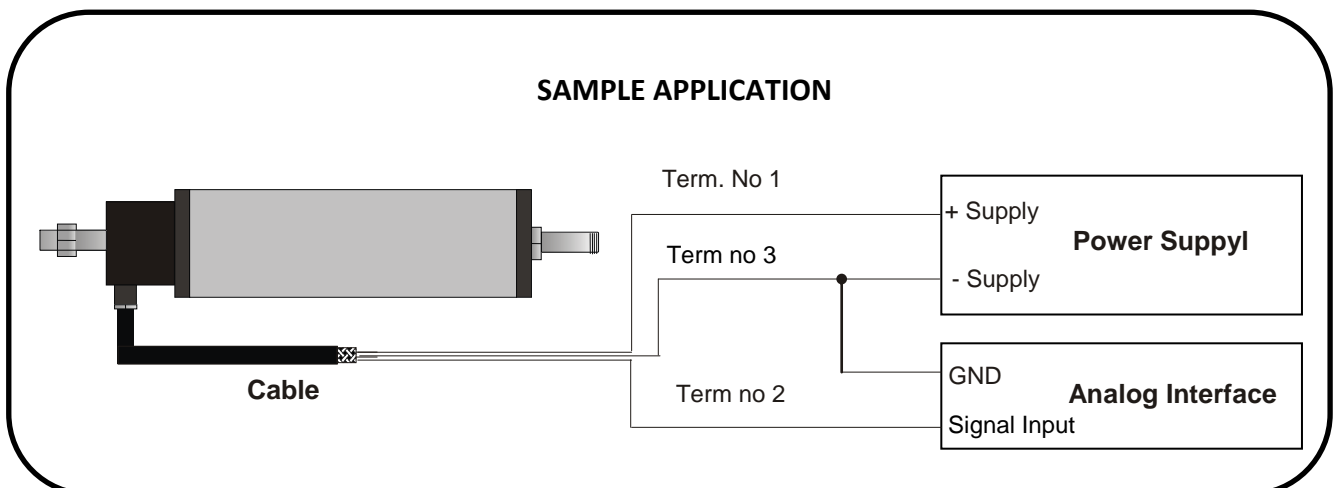 SAMPLE APPLICATION
Term. No 1
+ Supply
Power Suppyl
Term no 3
- Supply
Cable
Term no 2
GND
Analog Interface
Signal Input